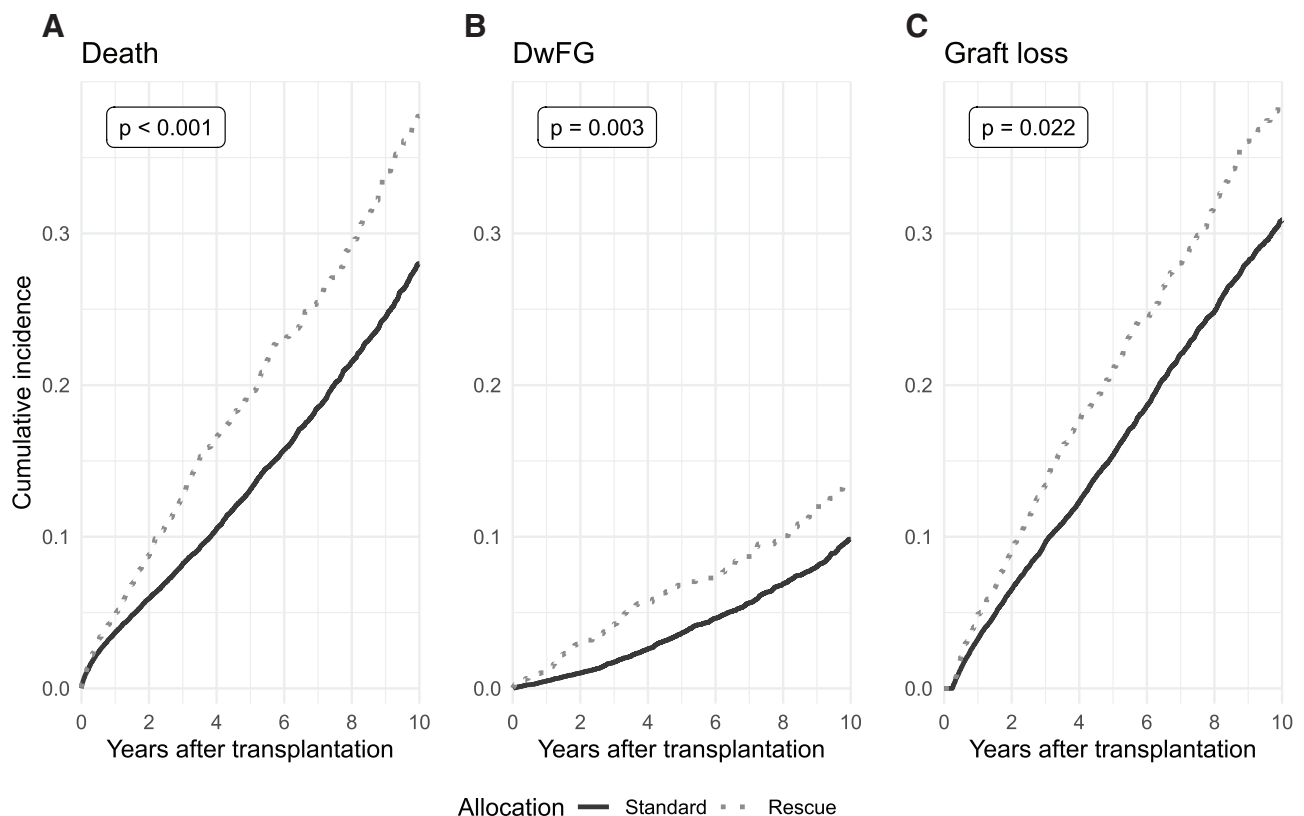 A B C
Death DwFG Graft loss
p < 0.001 p = 0.003 p = 0.022
Cumulative incidence
0.3 0.3 0.3
0.2 0.2 0.2
0.1 0.1 0.1
0.0 0.0 0.0
0 2 4 6 8 10 0 2 4 6 8 10 0 2 4 6 8 10
Years after transplantation Years after transplantation Years after transplantation
Allocation Standard Rescue